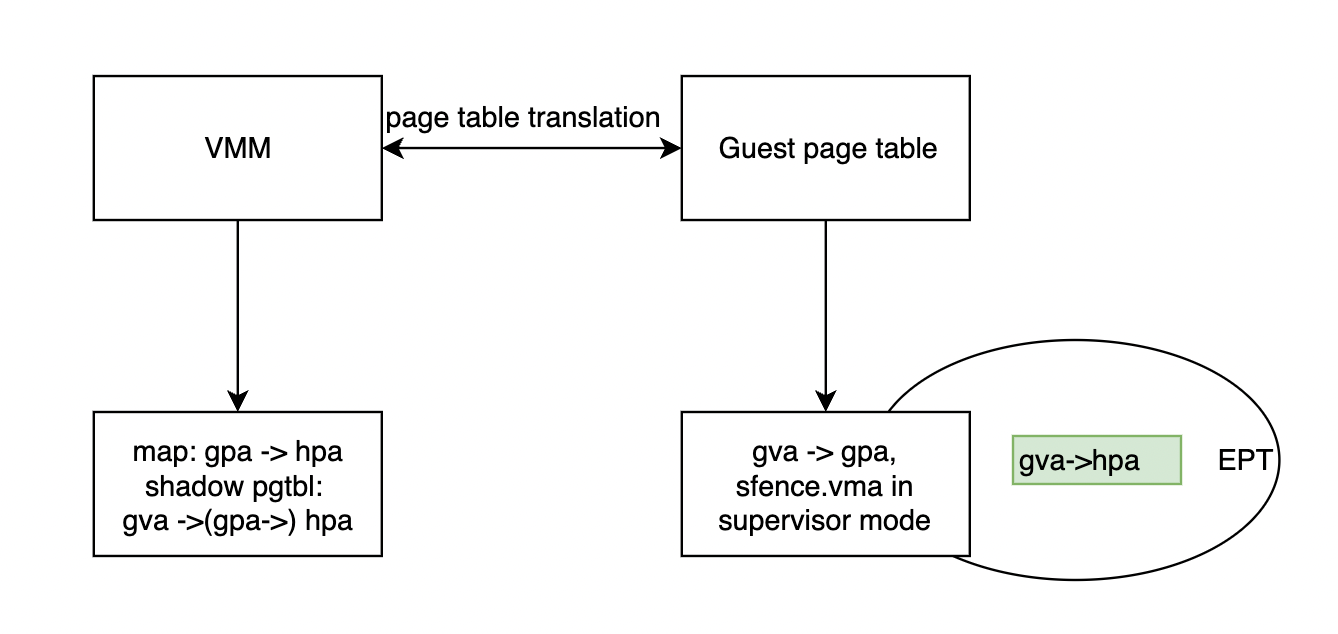 page table translation
VMM
Guest page table
map: gpa -> hpa
shadow pgtbl:
gva ->(gpa->) hpa
gva -> gpa,
sfence.vma in
supervisor mode
gva->hpa
EPT